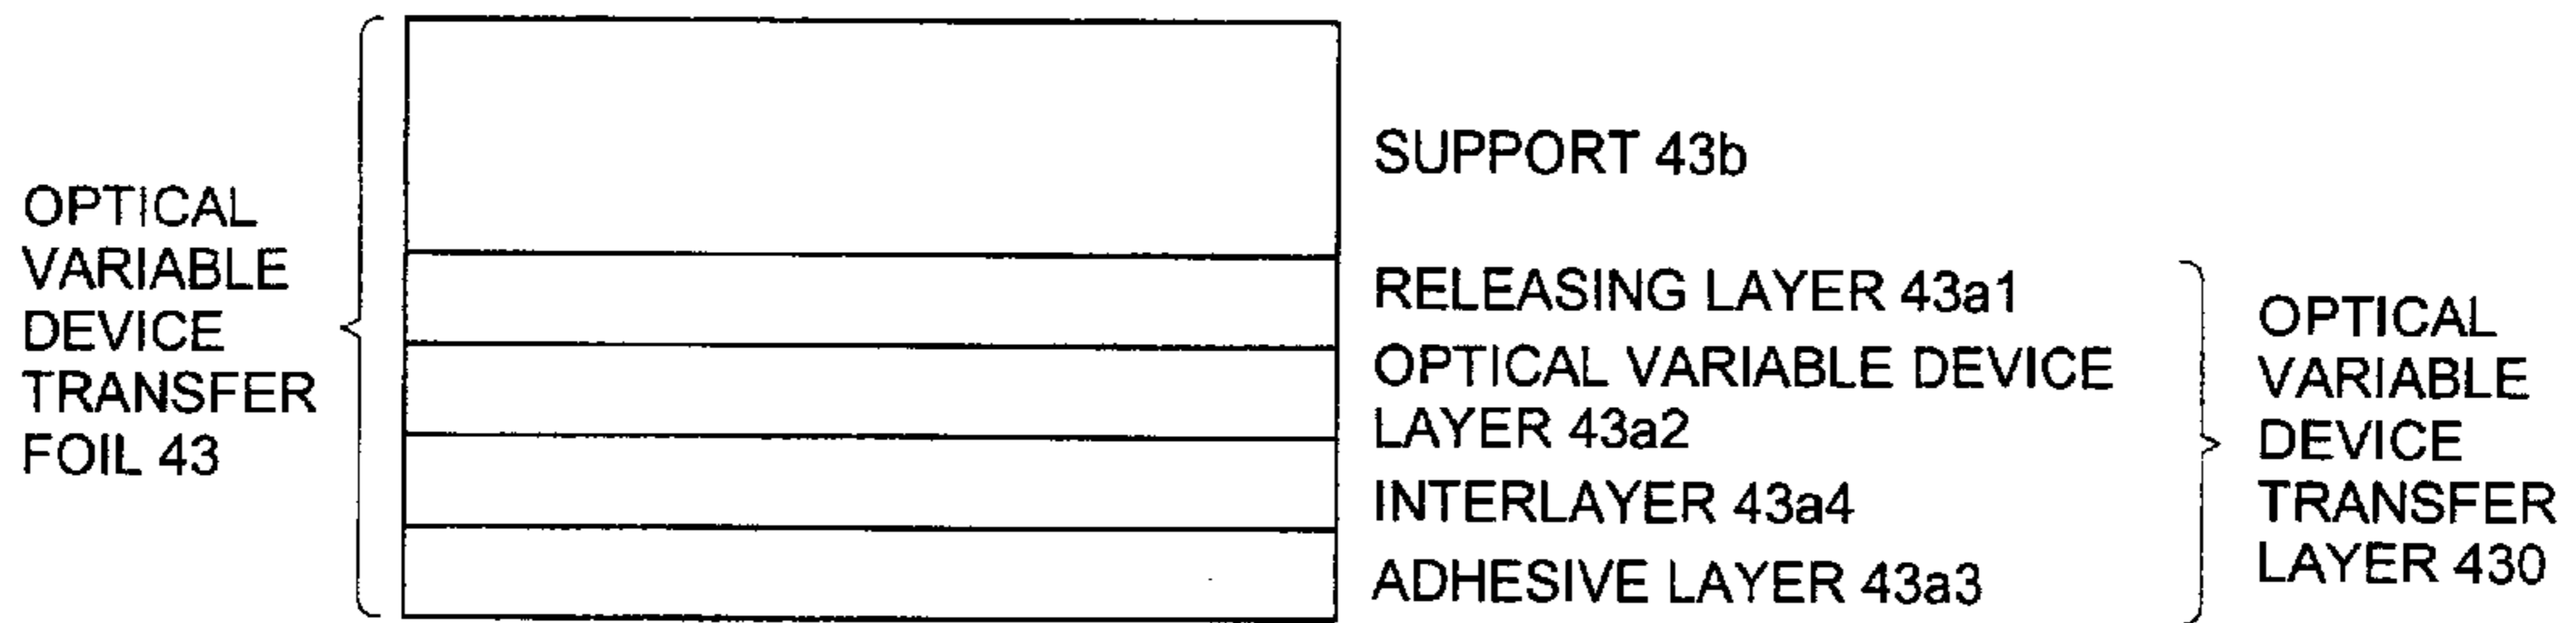 OPTICAL
VARIABLE
DEVICE
TRANSFER
FOIL 43
SUPPORT 43b
RELEASING LAYER 43a1
OPTICAL VARIABLE DEVICE
LAYER 43a2
INTERLAYER 43a4
ADHESIVE LAYER 43a3
OPTICAL
VARIABLE
DEVICE
TRANSFER
LAYER 430